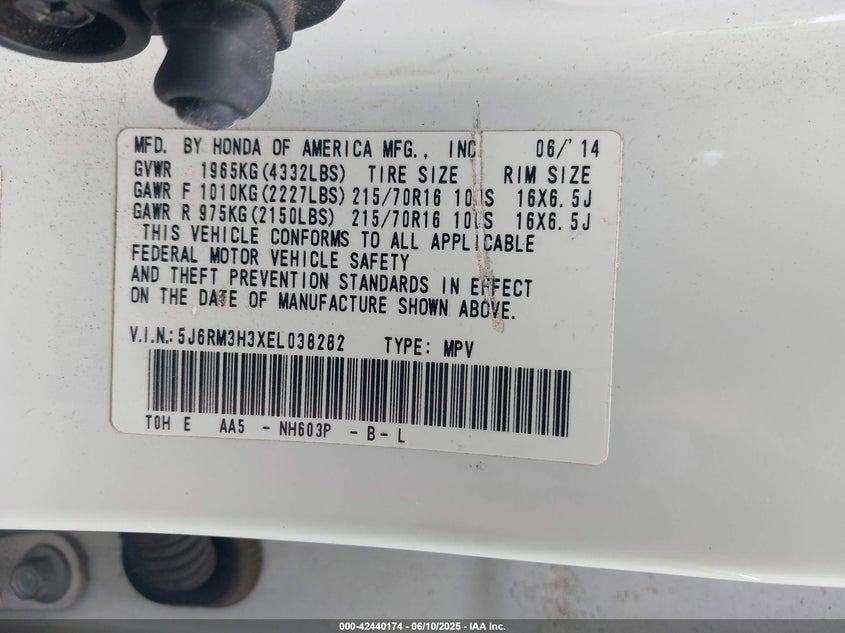 MFD. BY HONDA OF AMERICA MFG., INC 06/'14
GVWR 1965KG(4332LBS) TIRE SIZE RIM SIZE
GAWR F 1010KG(2227LBS) 215/70R16 100S 16X6.5J
GAWR R 975KG(2150LBS) 215/70R16 100S 16X6.5J
THIS VEHICLE CONFORMS TO ALL APPLICABLE
FEDERAL MOTOR VEHICLE SAFETY
AND THEFT PREVENTION STANDARDS IN EFFECT
ON THE DATE OF MANUFACTURE SHOWN ABOVE.
V.I.N.: 5J6RM3H3XEL038282 TYPE: MPV
TOH E AA5 - NH603P - B - L
000-42440174 - 06/10/2025 - IAA Inc.